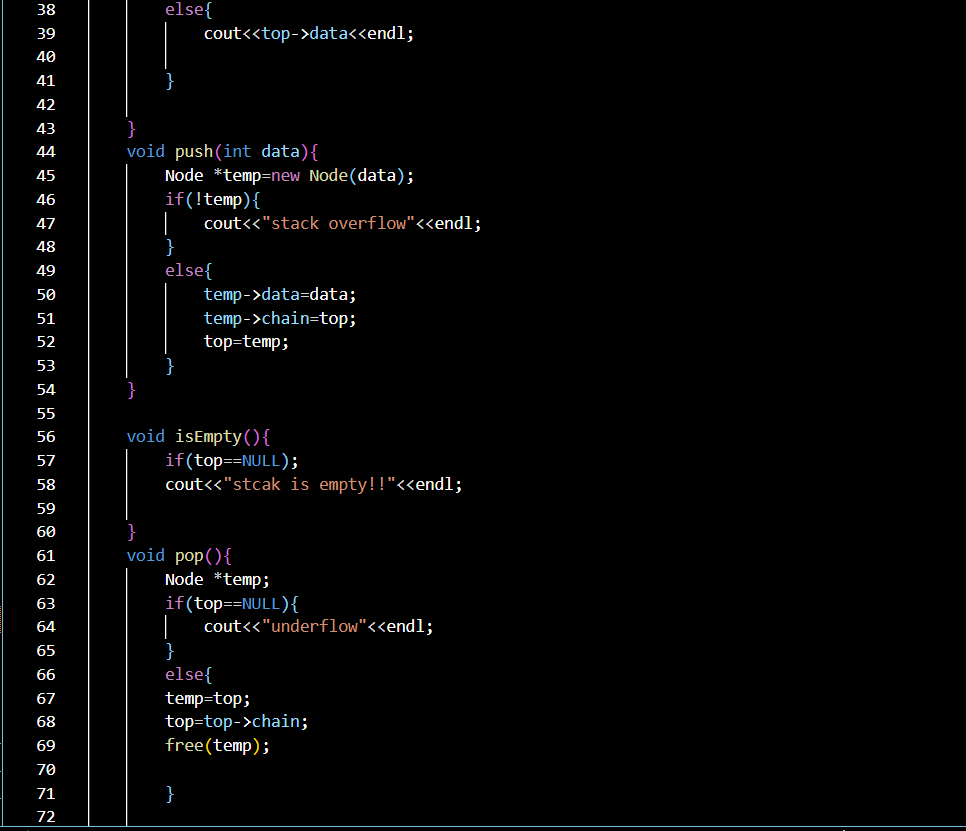 38 else{
39 cout<<top->data<<endl;
40
41 }
42
43 }
44 void push(int data){
45 Node *temp=new Node(data);
46 if(!temp){
47 cout<<"stack overflow"<<endl;
48 }
49 else{
50 temp->data=data;
51 temp->chain=top;
52 top=temp;
53 }
54 }
55
56 void isEmpty(){
57 if(top==NULL);
58 cout<<"stcak is empty!!"<<endl;
59
60 }
61 void pop(){
62 Node *temp;
63 if(top==NULL){
64 cout<<"underflow"<<endl;
65 }
66 else{
67 temp=top;
68 top=top->chain;
69 free(temp);
70
71 }
72